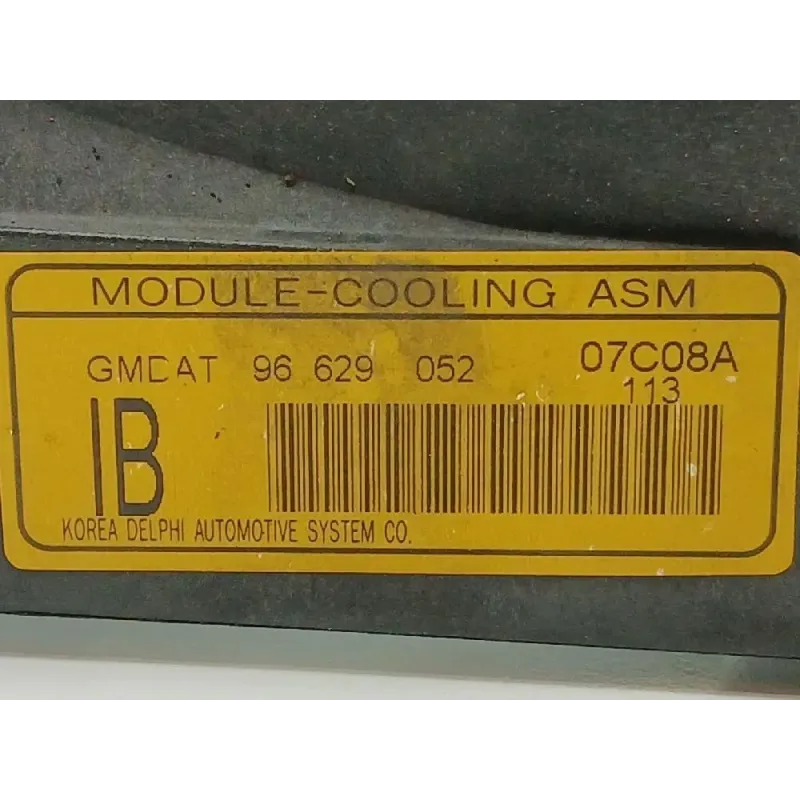 MODULE-COOLING ASM
GMDAT 96 629 052 07C08A
113
IB
KOREA DELPHI AUTOMOTIVE SYSTEM CO.